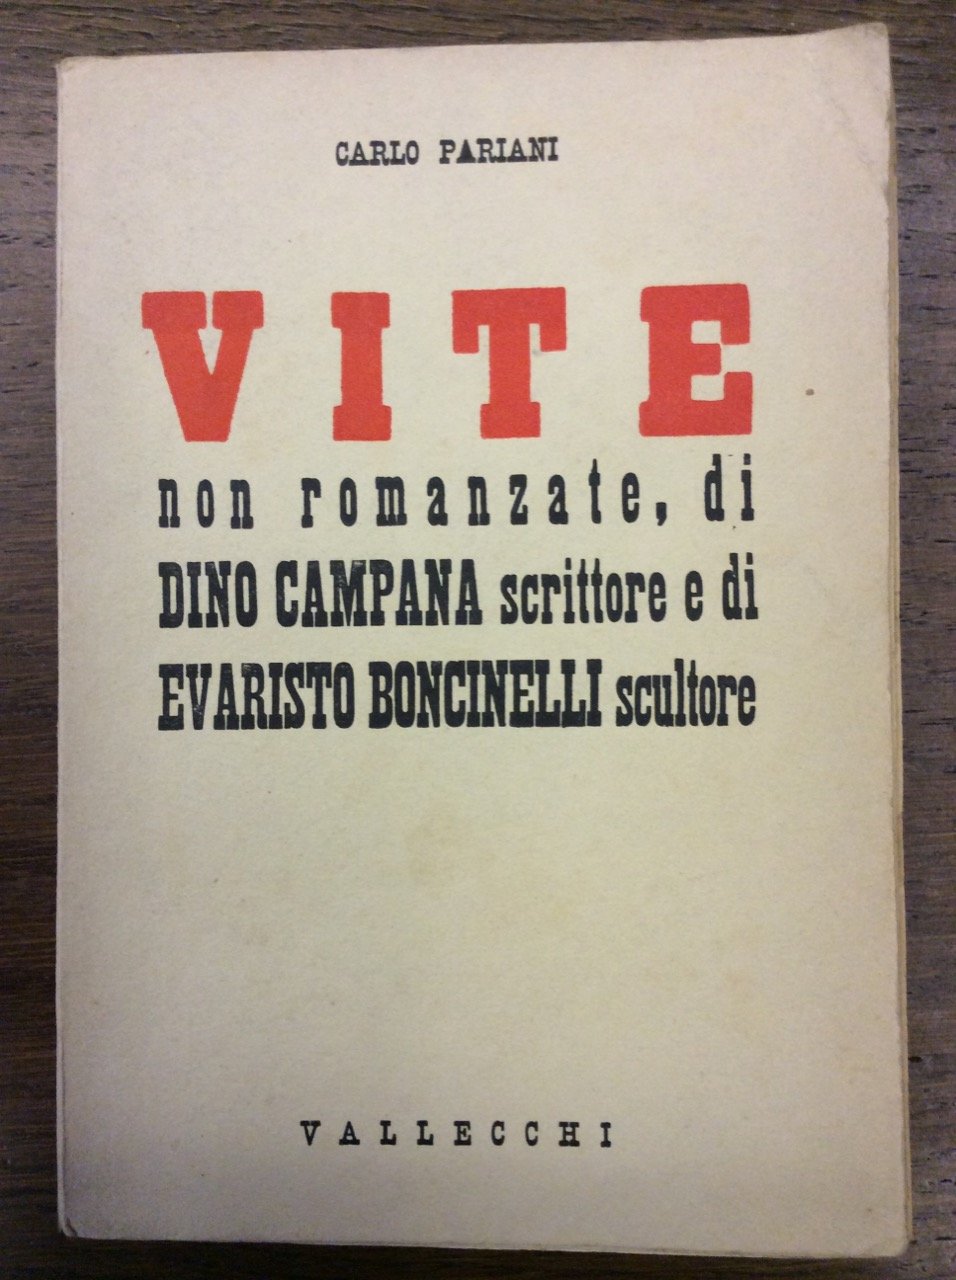 CARLO PARIANI
VITE
non romanzate, di
DINO CAMPANA scrittore e di
EVARISTO BONCINELLI scultore
VALLECCHI